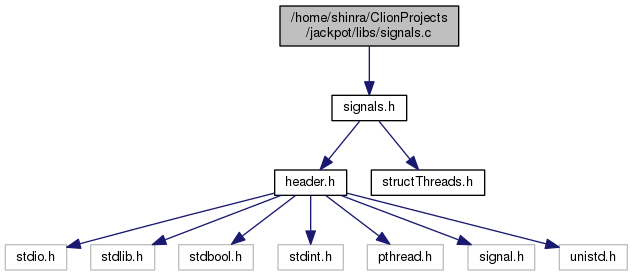 /home/shinra/ClionProjects
/jackpot/libs/signals.c
signals.h
header.h
structThreads.h
stdio.h
stdlib.h
stdbool.h
stdint.h
pthread.h
signal.h
unistd.h